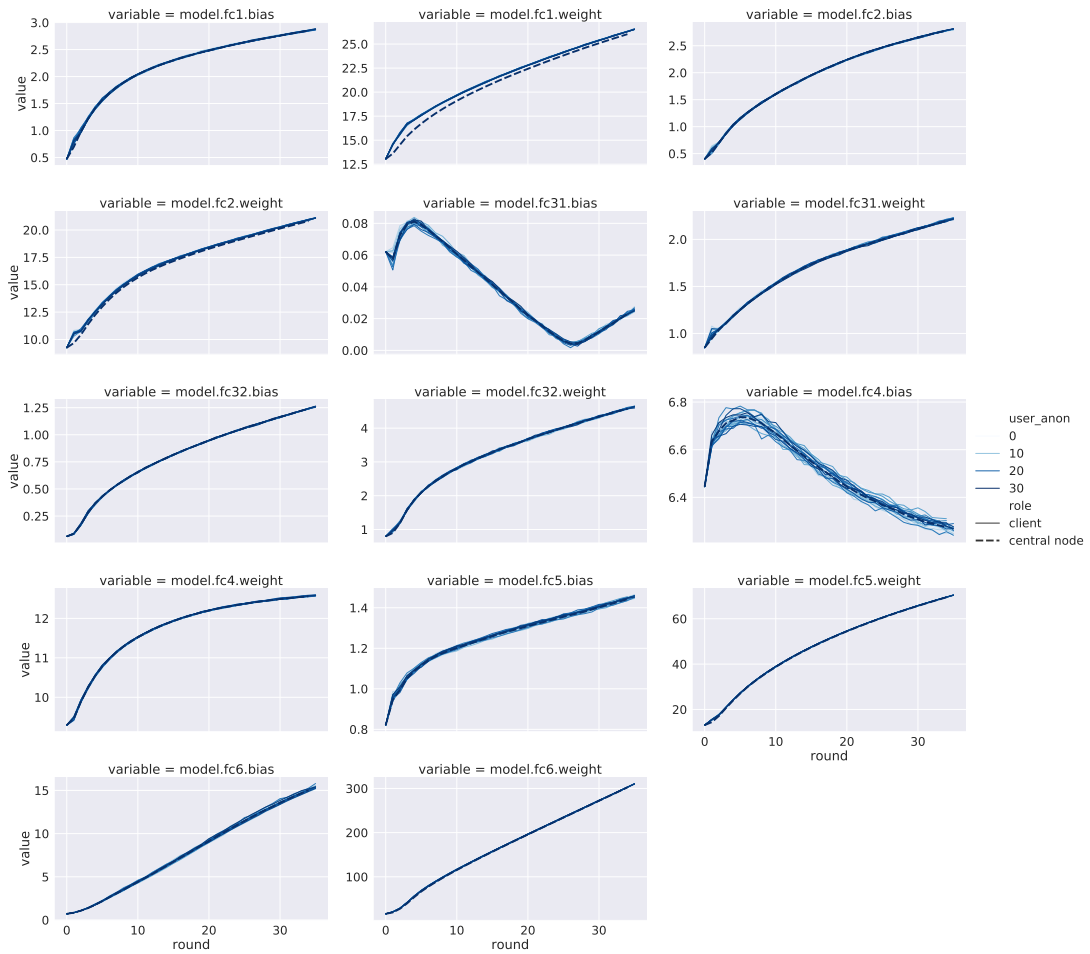 variable = model.fc1.bias
3.0
2.5
2.0
1.5
1.0
0.5
value
variable = model.fc1.weight
25.0
22.5
20.0
17.5
15.0
12.5
variable = model.fc2.bias
2.5
2.0
1.5
1.0
0.5
variable = model.fc2.weight
20.0
17.5
15.0
12.5
10.0
value
variable = model.fc31.bias
0.08
0.06
0.04
0.02
0.00
variable = model.fc31.weight
2.0
1.5
1.0
variable = model.fc32.bias
1.25
1.00
0.75
0.50
0.25
value
variable = model.fc32.weight
4
3
2
1
variable = model.fc4.bias
6.8
6.6
6.4
user_anon
0
10
20
30
role
client
central node
variable = model.fc4.weight
12
11
10
value
variable = model.fc5.bias
1.4
1.2
1.0
0.8
variable = model.fc5.weight
60
40
20
0 10 20 30
round
variable = model.fc6.bias
15
10
5
0
value
0 10 20 30
round
variable = model.fc6.weight
300
200
100
0 10 20 30
round